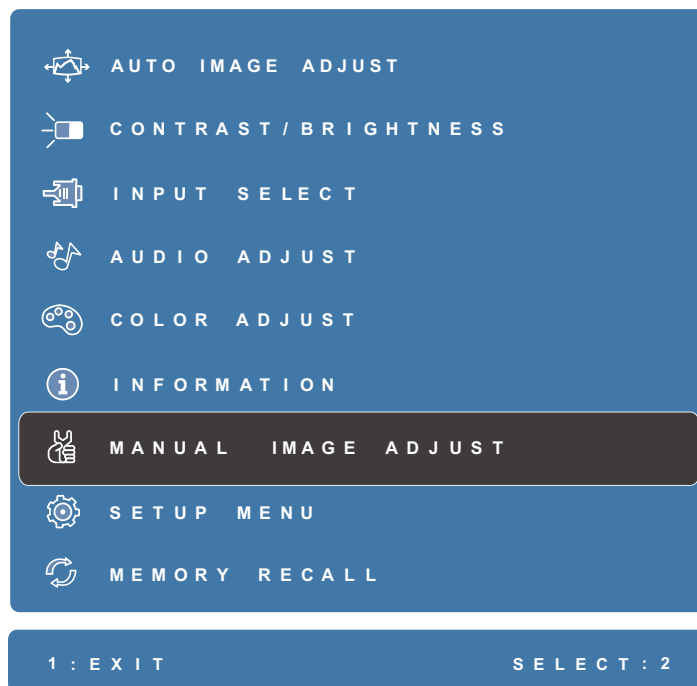 AUTO IMAGE ADJUST
CONTRAST/BRIGHTNESS
INPUT SELECT
AUDIO ADJUST
COLOR ADJUST
INFORMATION
MANUAL IMAGE ADJUST
SETUP MENU
MEMORY RECALL
1:EXIT SELECT:2